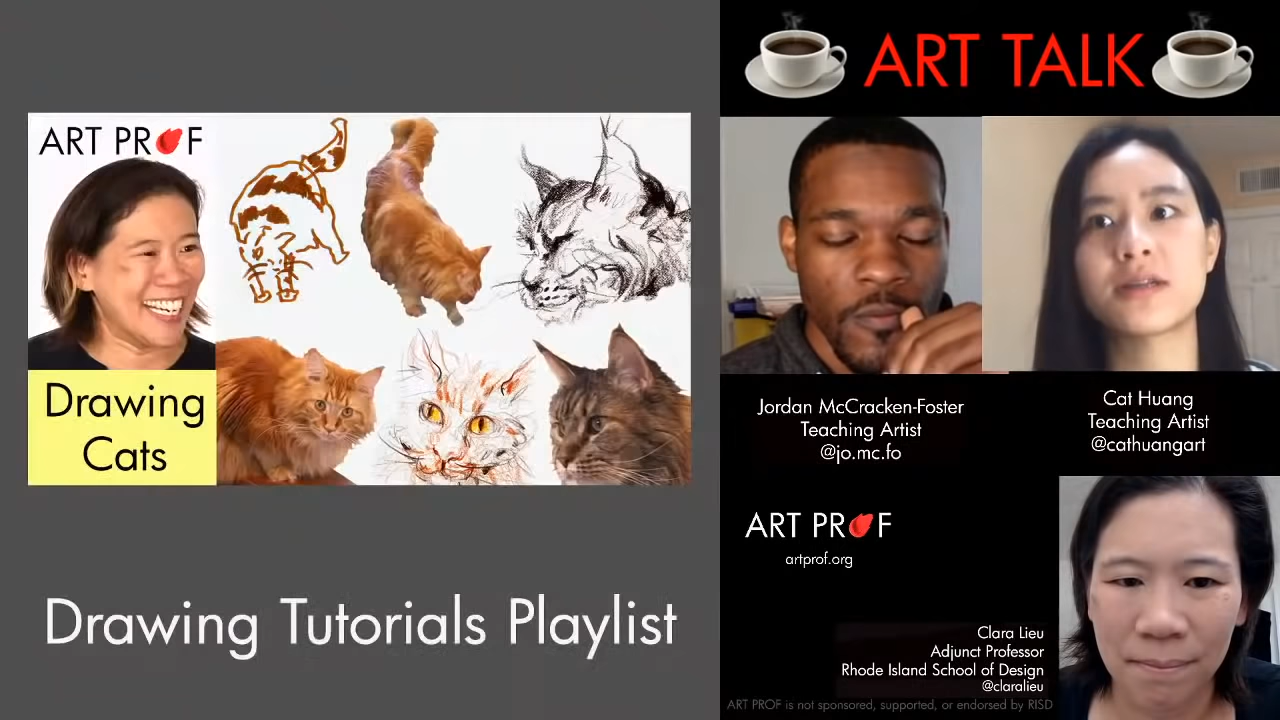 ART PROF
Drawing
Cats
Drawing Tutorials Playlist
ART TALK
Jordan McCracken-Foster
Teaching Artist
@jo.mc.fo
Cat Huang
Teaching Artist
@cathuangart
ART PROF
artprof.org
Clara Lieu
Adjunct Professor
Rhode Island School of Design
@claralieu
ART PROF is not sponsored, supported, or endorsed by RISD